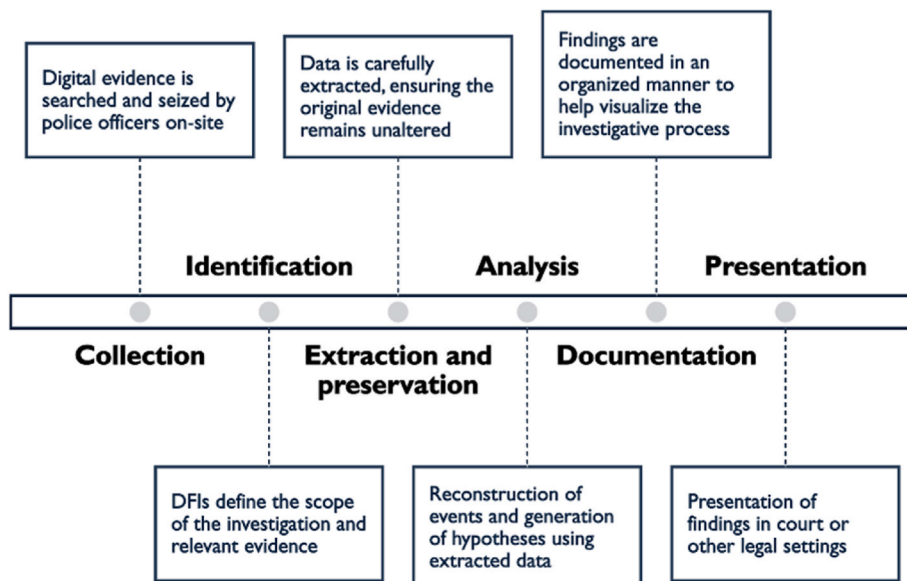 Digital evidence is
searched and seized by
police officers on-site
Data is carefully
extracted, ensuring the
original evidence
remains unaltered
Findings are
documented in an
organized manner to
help visualize the
investigative process
Identification
Analysis
Presentation
Collection
Extraction and
preservation
Documentation
DFIs define the scope
of the investigation and
relevant evidence
Reconstruction of
events and generation
of hypotheses using
extracted data
Presentation of
findings in court or
other legal settings